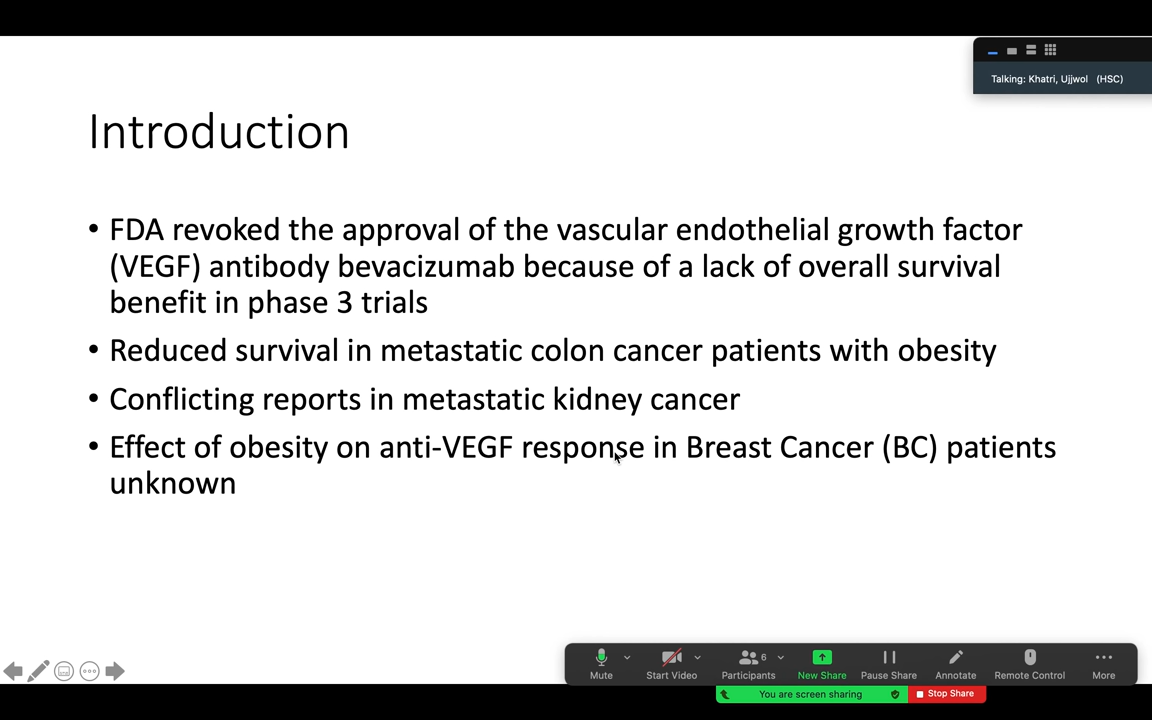 Talking: Khatri, Ujjwol (HSC)
Introduction
• FDA revoked the approval of the vascular endothelial growth factor
(VEGF) antibody bevacizumab because of a lack of overall survival
benefit in phase 3 trials
• Reduced survival in metastatic colon cancer patients with obesity
• Conflicting reports in metastatic kidney cancer
• Effect of obesity on anti-VEGF response in Breast Cancer (BC) patients
unknown
6
Mute Start Video Participants New Share Pause Share Annotate Remote Control More
You are screen sharing Stop Share